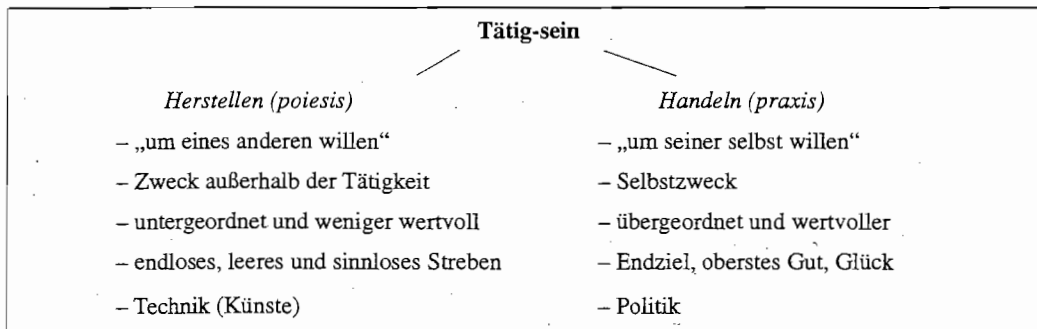 Tätig-sein
Herstellen (poiesis)
– „um eines anderen willen“
– Zweck außerhalb der Tätigkeit
– untergeordnet und weniger wertvoll
– endloses, leeres und sinnloses Streben
– Technik (Künste)
Handeln (praxis)
– „um seiner selbst willen“
– Selbstzweck
– übergeordnet und wertvoller
– Endziel, oberstes Gut, Glück
– Politik